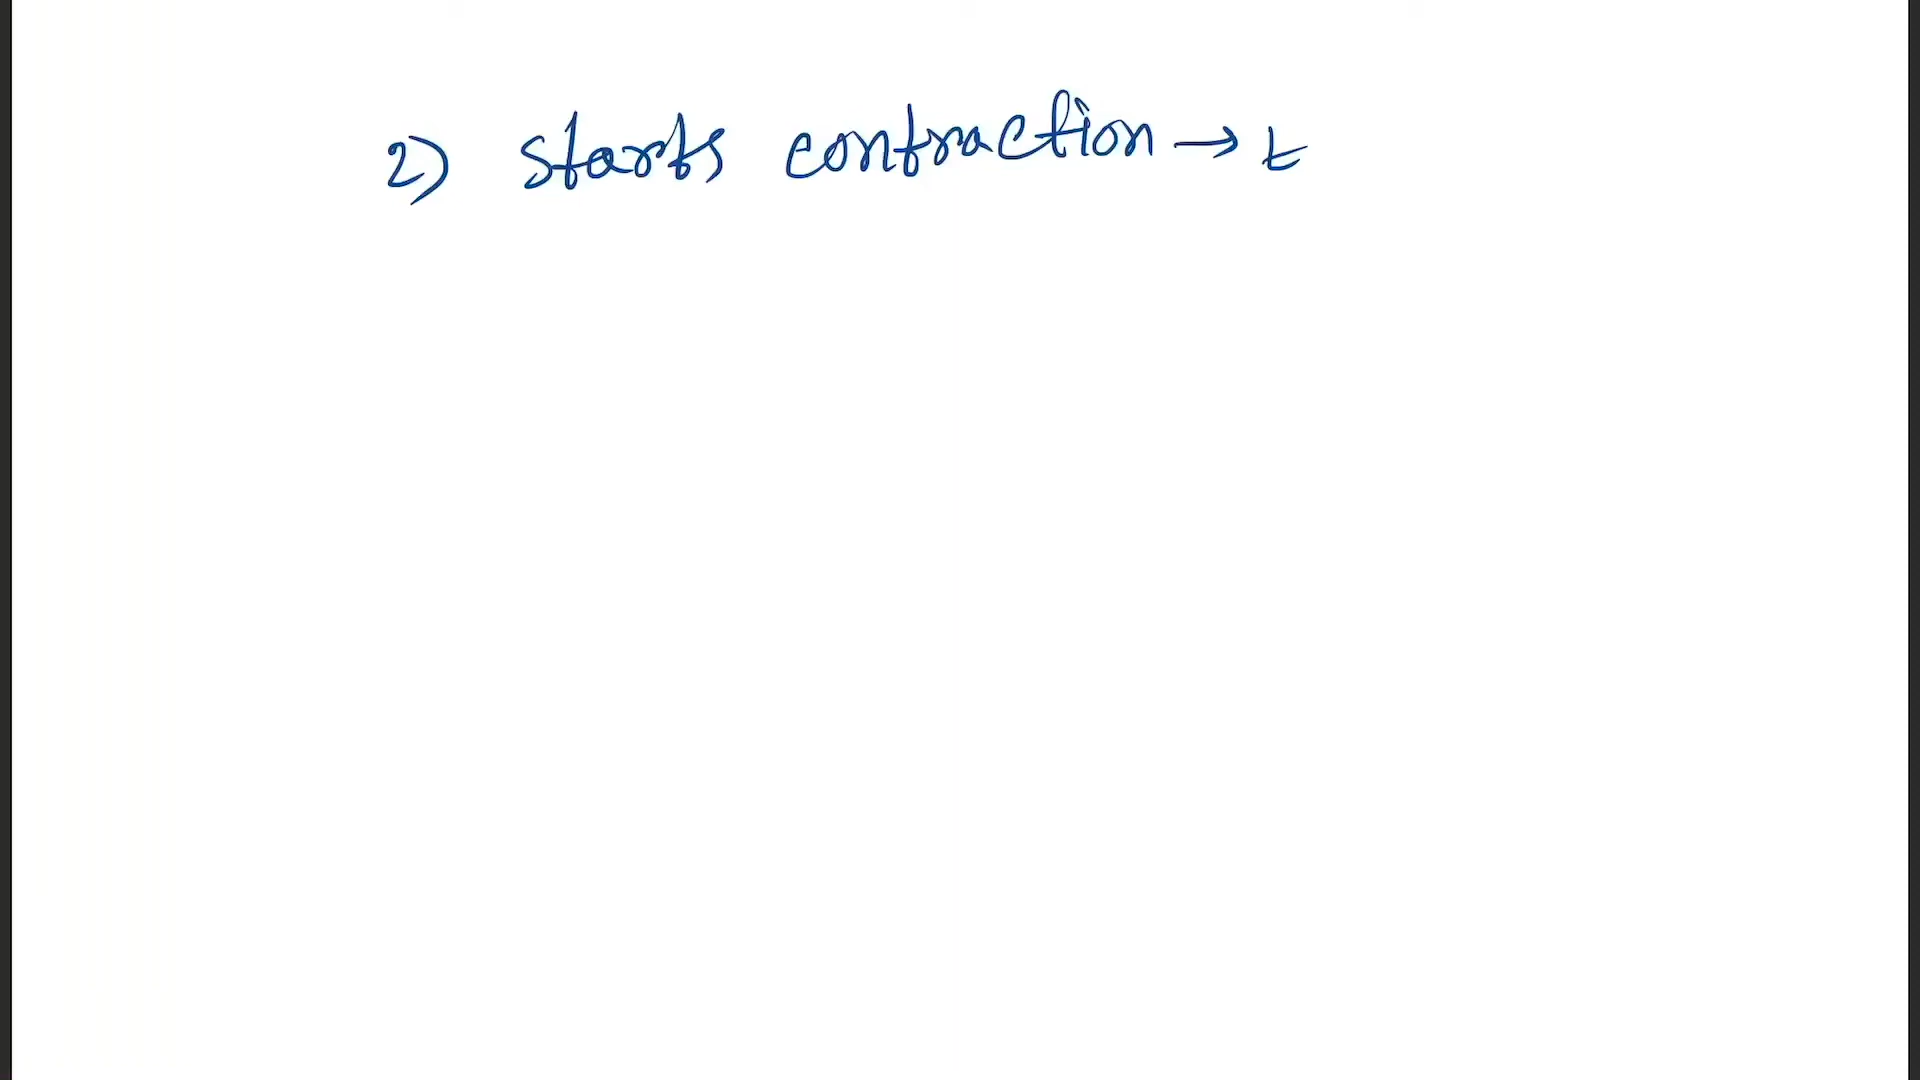 2) starts contraction → t